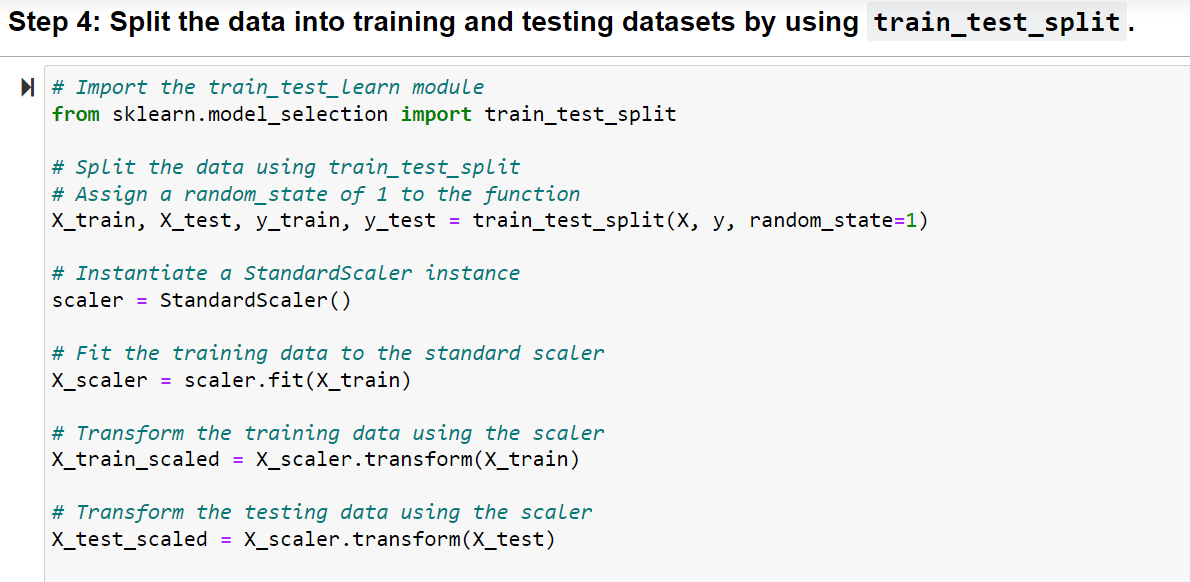 Step 4: Split the data into training and testing datasets by using train_test_split.
# Import the train_test_learn module
from sklearn.model_selection import train_test_split
# Split the data using train_test_split
# Assign a random_state of 1 to the function
X_train, X_test, y_train, y_test = train_test_split(X, y, random_state=1)
# Instantiate a StandardScaler instance
scaler = StandardScaler()
# Fit the training data to the standard scaler
X_scaler = scaler.fit(X_train)
# Transform the training data using the scaler
X_train_scaled = X_scaler.transform(X_train)
# Transform the testing data using the scaler
X_test_scaled = X_scaler.transform(X_test)